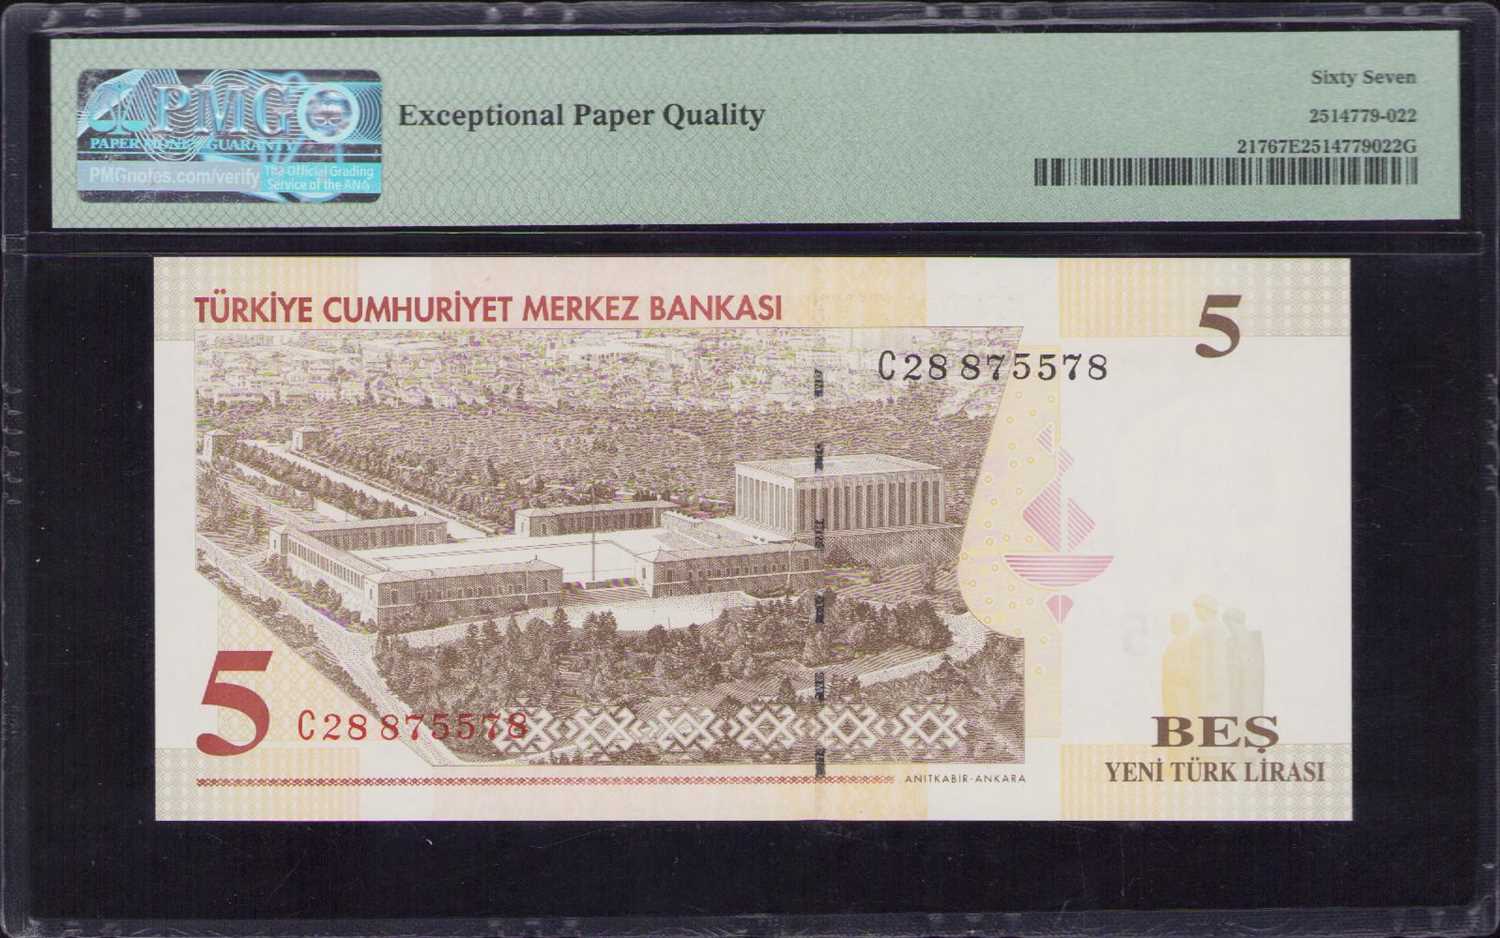 PMG
PAPER MONEY GUARANTY
PMGnotes.com/verify
The Official Grading
Service of the ANA
Exceptional Paper Quality
Sixty Seven
2514779-022
21767E2514779022G
TÜRKİYE CUMHURİYET MERKEZ BANKASI
5
C28 875578
5
C28 875578
BEŞ
YENİ TÜRK LİRASI
ANITKABİR-ANKARA